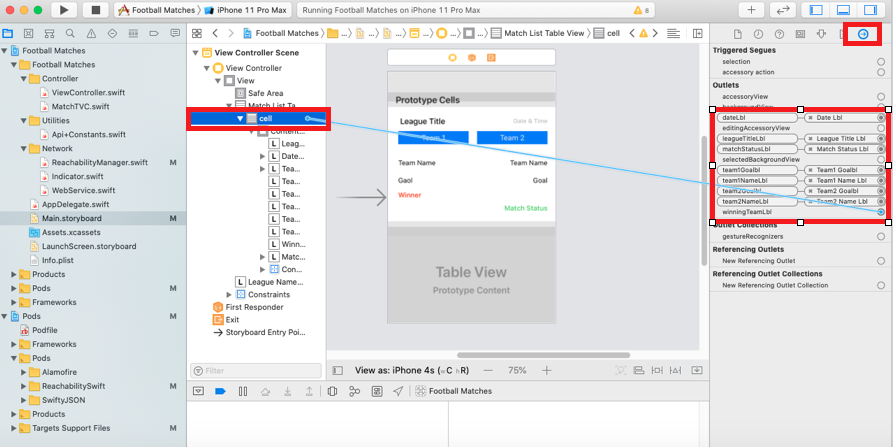 Football Matches
iPhone 11 Pro Max
Running Football Matches on iPhone 11 Pro Max
8
Football Matches
Football Matches
Controller
ViewController.swift
MatchTVC.swift
Utilities
Api+Constants.swift
Network
ReachabilityManager.swift M
Indicator.swift
WebService.swift
AppDelegate.swift
Main.storyboard M
Assets.xcassets
LaunchScreen.storyboard
Info.plist
Products
Pods M
Frameworks
Pods
Podfile
Frameworks
Pods
Alamofire
ReachabilitySwift M
SwiftyJSON
Products
Targets Support Files M
Match List Table View
cell
View Controller Scene
View Controller
View
Safe Area
Match List Ta
cell
Content...
L Leag...
L Date...
L Tea...
L Tea...
L Tea...
L Tea...
L Tea...
L Tea...
L Winn...
L Matc...
Con...
L League Name...
Constraints
First Responder
Exit
Storyboard Entry Poi...
Filter
Prototype Cells
League Title Date & Time
Team 1 Team 2
Team Name Team Name
Gaol Goal
Winner
Match Status
Table View
Prototype Content
View as: iPhone 4s (wC hR)
75%
Football Matches
Triggered Segues
selection
accessory action
Outlets
accessoryView
backgroundView
dateLbl Date Lbl
editingAccessoryView
leagueTitleLbl League Title Lbl
matchStatusLbl Match Status Lbl
selectedBackgroundView
team1Goalbl Team1 Goalbl
team1NameLbl Team1 Name Lbl
team2Goalbl Team2 Goalbl
team2NameLbl Team2 Name Lbl
winningTeamLbl
Outlet Collections
gestureRecognizers
Referencing Outlets
New Referencing Outlet
Referencing Outlet Collections
New Referencing Outlet Collection